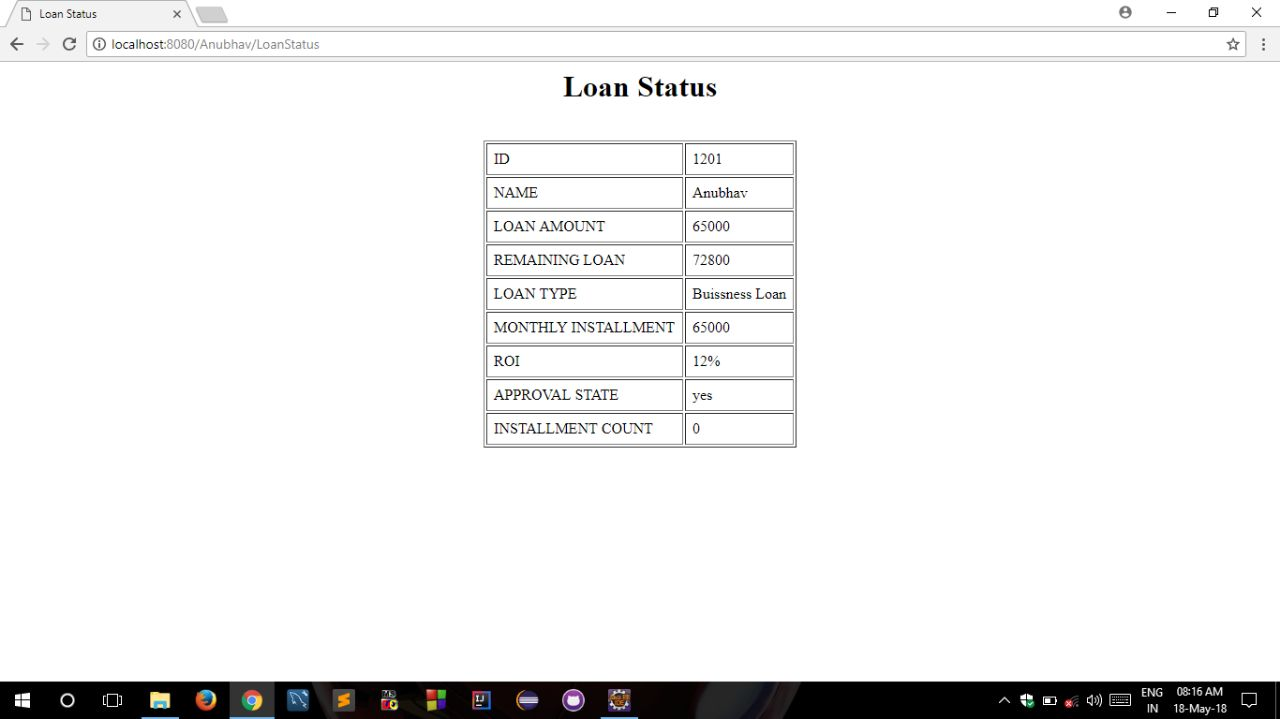 Loan Status
localhost:8080/Anubhav/LoanStatus
Loan Status
ID 1201
NAME Anubhav
LOAN AMOUNT 65000
REMAINING LOAN 72800
LOAN TYPE Buissness Loan
MONTHLY INSTALLMENT 65000
ROI 12%
APPROVAL STATE yes
INSTALLMENT COUNT 0
ENG 08:16 AM
IN 18-May-18